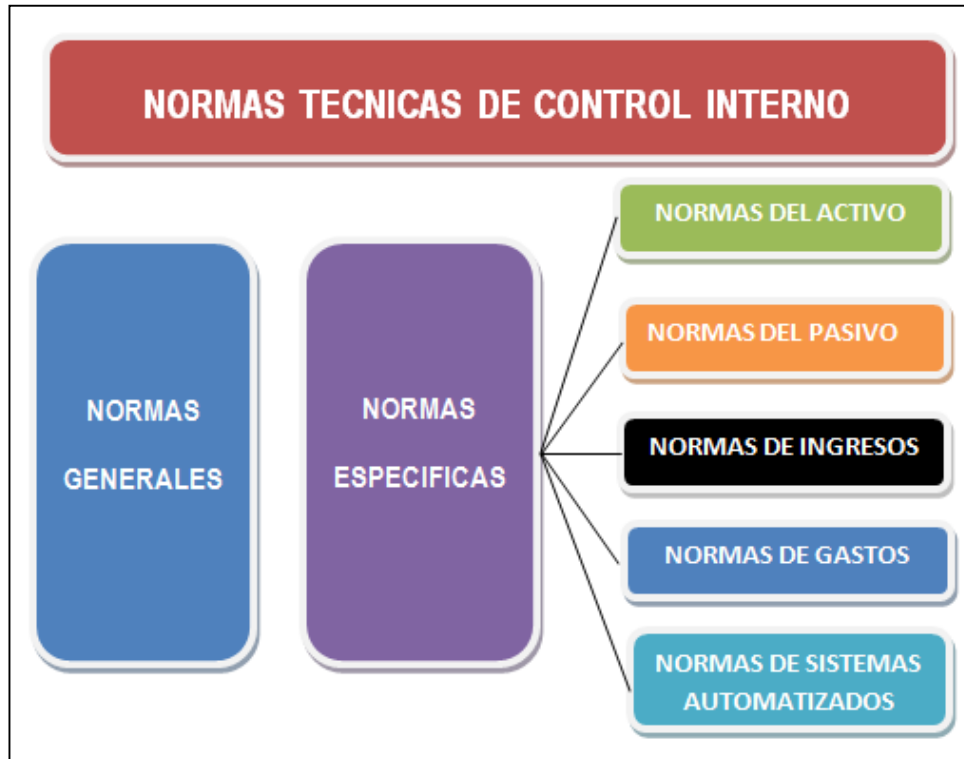 NORMAS TECNICAS DE CONTROL INTERNO
NORMAS
GENERALES
NORMAS
ESPECIFICAS
NORMAS DEL ACTIVO
NORMAS DEL PASIVO
NORMAS DE INGRESOS
NORMAS DE GASTOS
NORMAS DE SISTEMAS
AUTOMATIZADOS